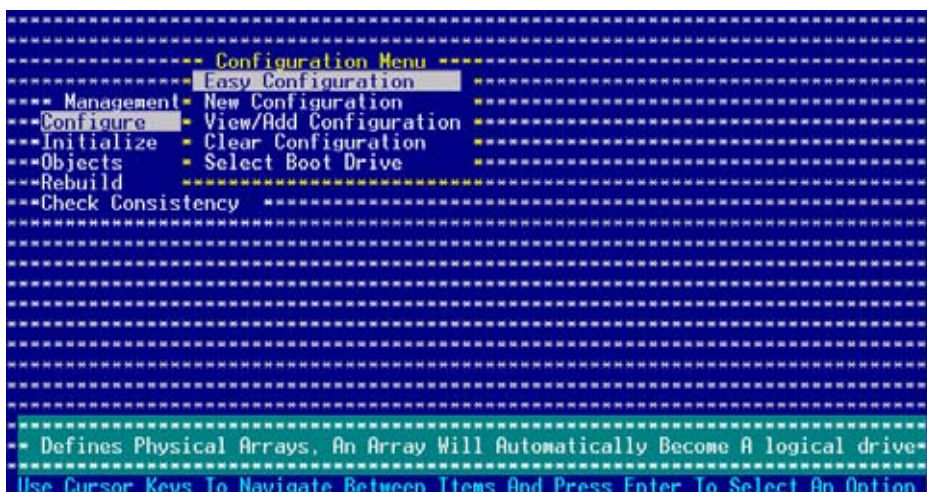 Configuration Menu
Easy Configuration
Management
New Configuration
Configure
View/Add Configuration
Initialize
Clear Configuration
Objects
Select Boot Drive
Rebuild
Check Consistency
Defines Physical Arrays, An Array Will Automatically Become A logical drive
Use Cursor Keys To Navigate Between Items And Press Enter To Select An Option